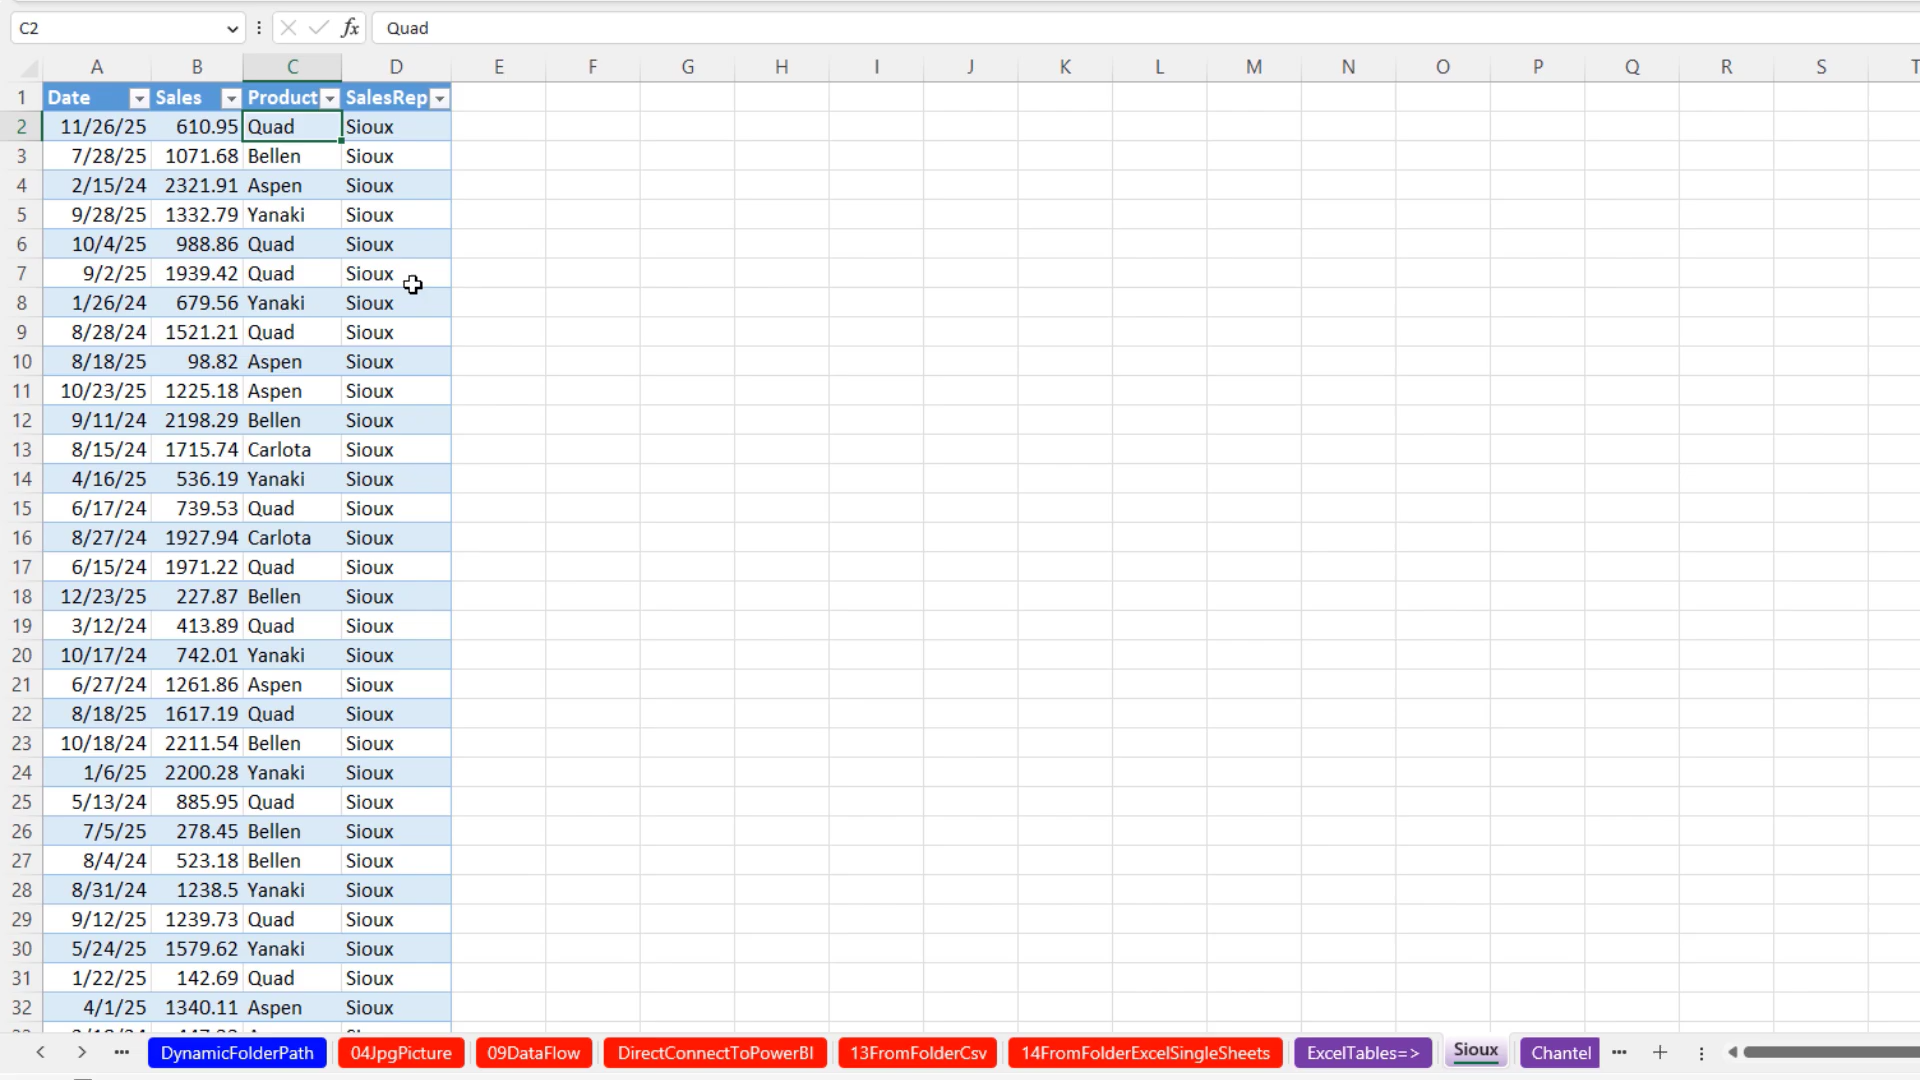 C2 fx Quad
A B C D E F G H I J K L M N O P Q R S T
1 Date Sales Product SalesRep
2 11/26/25 610.95 Quad Sioux
3 7/28/25 1071.68 Bellen Sioux
4 2/15/24 2321.91 Aspen Sioux
5 9/28/25 1332.79 Yanaki Sioux
6 10/4/25 988.86 Quad Sioux
7 9/2/25 1939.42 Quad Sioux
8 1/26/24 679.56 Yanaki Sioux
9 8/28/24 1521.21 Quad Sioux
10 8/18/25 98.82 Aspen Sioux
11 10/23/25 1225.18 Aspen Sioux
12 9/11/24 2198.29 Bellen Sioux
13 8/15/24 1715.74 Carlota Sioux
14 4/16/25 536.19 Yanaki Sioux
15 6/17/24 739.53 Quad Sioux
16 8/27/24 1927.94 Carlota Sioux
17 6/15/24 1971.22 Quad Sioux
18 12/23/25 227.87 Bellen Sioux
19 3/12/24 413.89 Quad Sioux
20 10/17/24 742.01 Yanaki Sioux
21 6/27/24 1261.86 Aspen Sioux
22 8/18/25 1617.19 Quad Sioux
23 10/18/24 2211.54 Bellen Sioux
24 1/6/25 2200.28 Yanaki Sioux
25 5/13/24 885.95 Quad Sioux
26 7/5/25 278.45 Bellen Sioux
27 8/4/24 523.18 Bellen Sioux
28 8/31/24 1238.5 Yanaki Sioux
29 9/12/25 1239.73 Quad Sioux
30 5/24/25 1579.62 Yanaki Sioux
31 1/22/25 142.69 Quad Sioux
32 4/1/25 1340.11 Aspen Sioux
DynamicFolderPath 04JpgPicture 09DataFlow DirectConnectToPowerBI 13FromFolderCsv 14FromFolderExcelSingleSheets ExcelTables=> Sioux Chantel